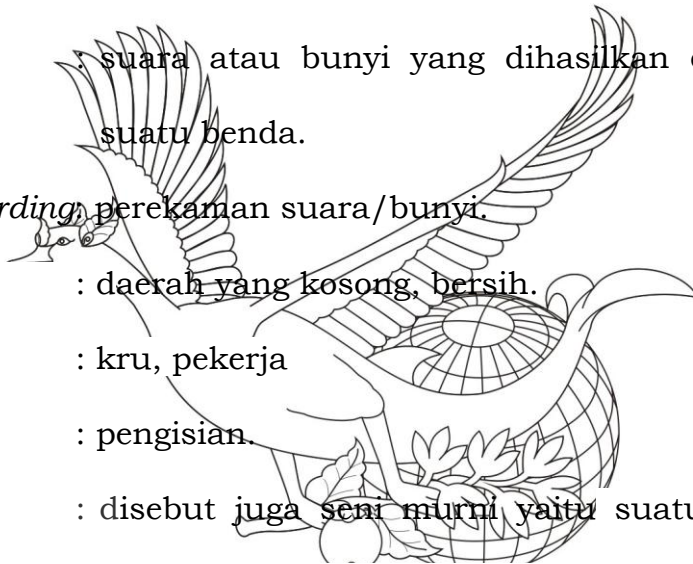 : suara atau bunyi yang dihasilkan
suatu benda.
rding: perekaman suara/bunyi.
: daerah yang kosong, bersih.
: kru, pekerja
: pengisian.
: disebut juga seni murni yaitu suatu